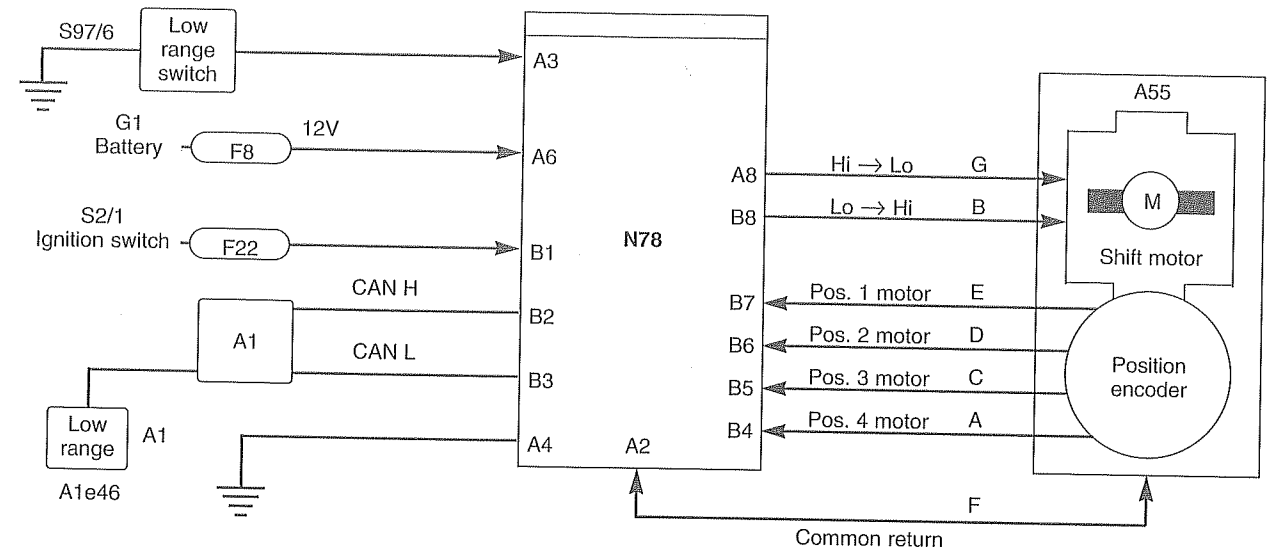 S97/6
Low
range
switch
A3
G1
Battery
F8
12V
A6
S2/1
Ignition switch
F22
B1
CAN H
B2
A1
CAN L
B3
Low
range
A1
A1e46
A4
N78
A2
A8
Hi → Lo G
B8
Lo → Hi B
B7
Pos. 1 motor E
B6
Pos. 2 motor D
B5
Pos. 3 motor C
B4
Pos. 4 motor A
A55
M
Shift motor
Position
encoder
F
Common return